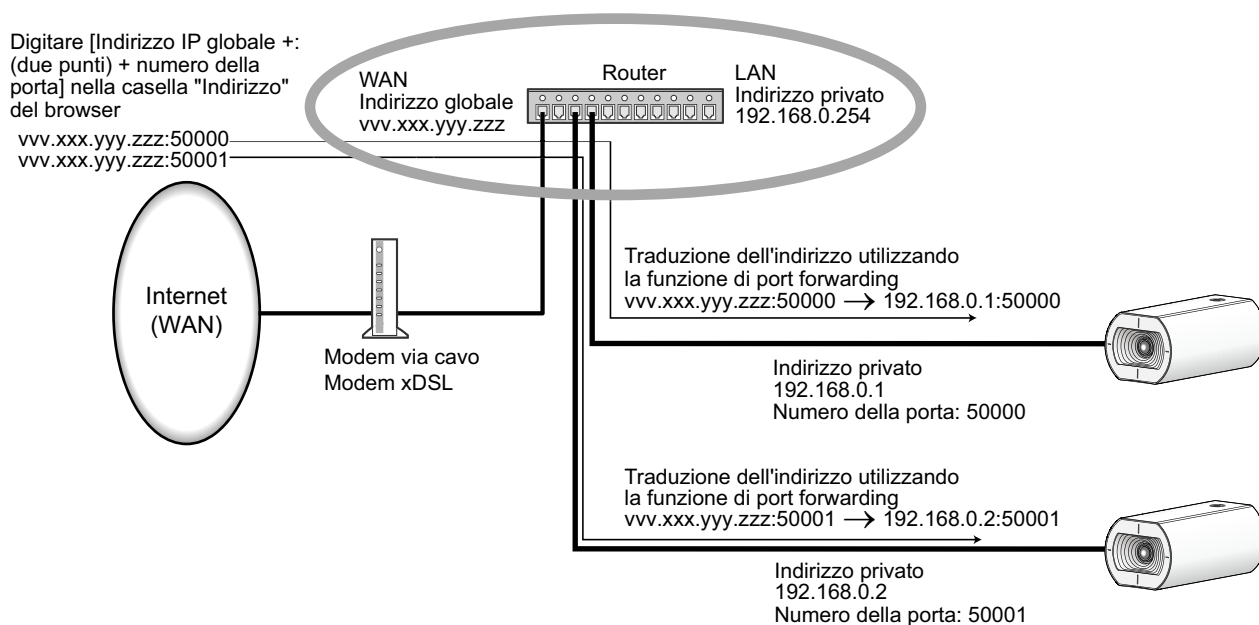 Digitare [Indirizzo IP globale +:
(due punti) + numero della
porta] nella casella "Indirizzo"
del browser
vvv.xxx.yyy.zzz:50000
vvv.xxx.yyy.zzz:50001
WAN
Indirizzo globale
vvv.xxx.yyy.zzz
Router
LAN
Indirizzo privato
192.168.0.254
Internet
(WAN)
Modem via cavo
Modem xDSL
Traduzione dell'indirizzo utilizzando
la funzione di port forwarding
vvv.xxx.yyy.zzz:50000 → 192.168.0.1:50000
Indirizzo privato
192.168.0.1
Numero della porta: 50000
Traduzione dell'indirizzo utilizzando
la funzione di port forwarding
vvv.xxx.yyy.zzz:50001 → 192.168.0.2:50001
Indirizzo privato
192.168.0.2
Numero della porta: 50001